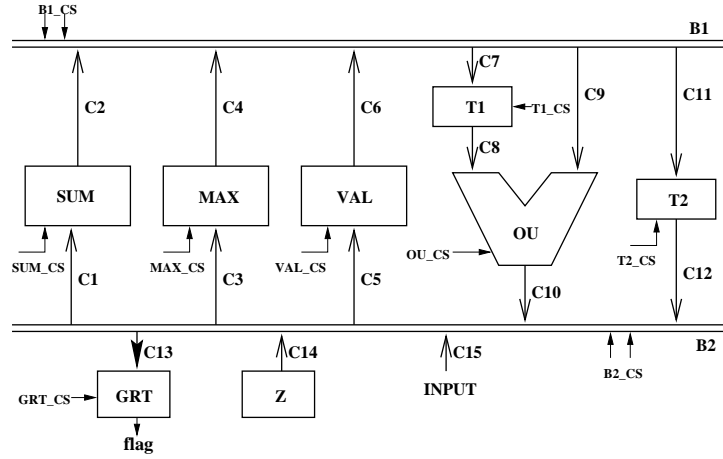 B1_CS
B1
C7
C2
C4
C6
C9
C11
T1
T1_CS
C8
SUM
MAX
VAL
T2
OU
SUM_CS
MAX_CS
VAL_CS
OU_CS
T2_CS
C1
C3
C5
C10
C12
B2
C13
C14
C15
B2_CS
GRT_CS
GRT
Z
INPUT
flag